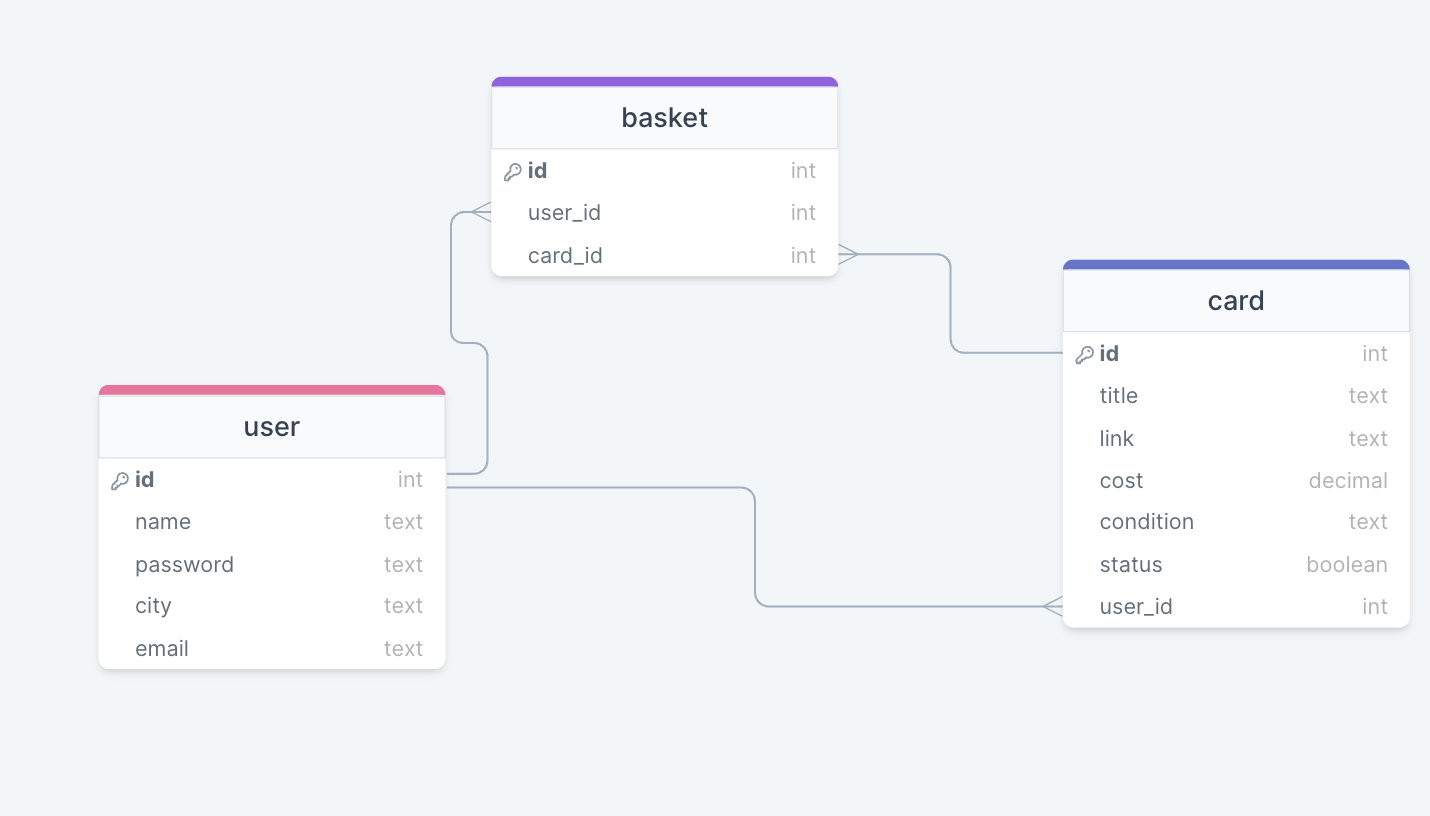 basket
id int
user_id int
card_id int
card
id int
title text
link text
cost decimal
condition text
status boolean
user_id int
user
id int
name text
password text
city text
email text